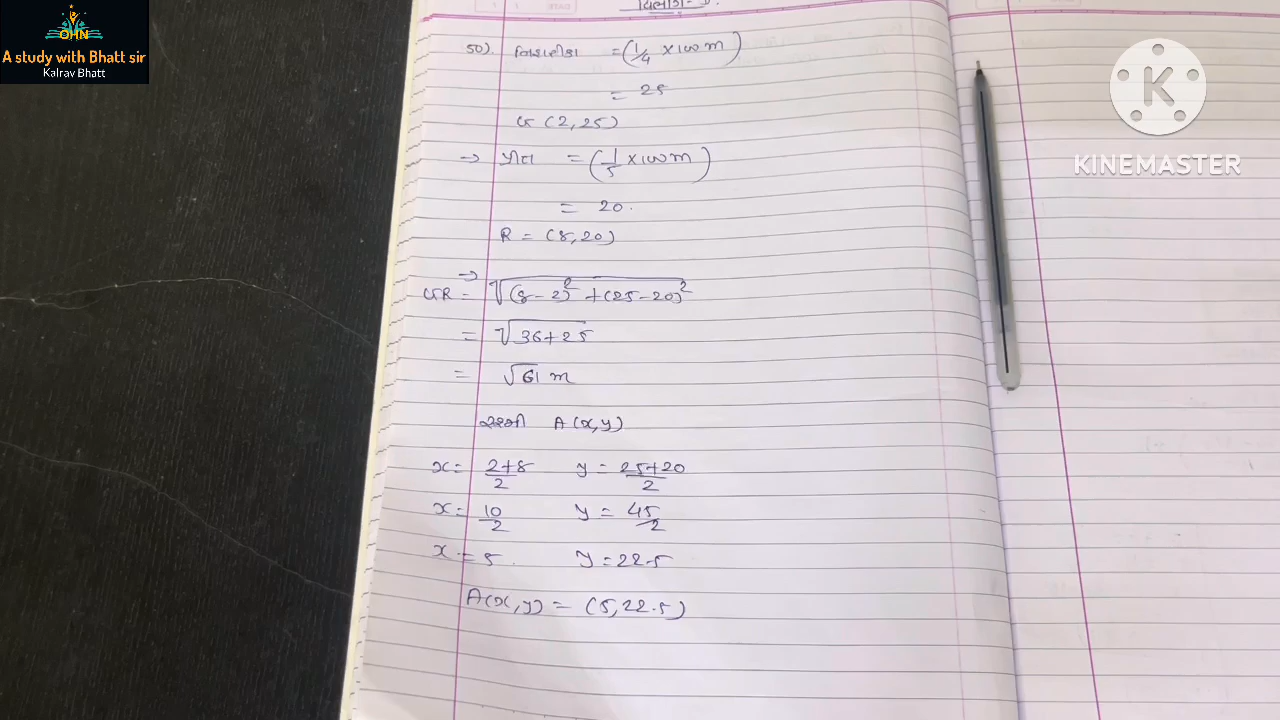 OHN
A study with Bhatt sir
Kalrav Bhatt
K
KINEMASTER
વિભાગ-D.
50). = (1/4 × 100 m)
= 25
(2, 25)
→ = (1/5 × 100 m)
= 20.
R = (8, 20)
→
= √(8-2)² + (25-20)²
= √36+25
= √61 m
A(x,y)
x = 2+8/2 y = 25+20/2
x = 10/2 y = 45/2
x = 5. y = 22.5
A(x,y) = (5, 22.5)